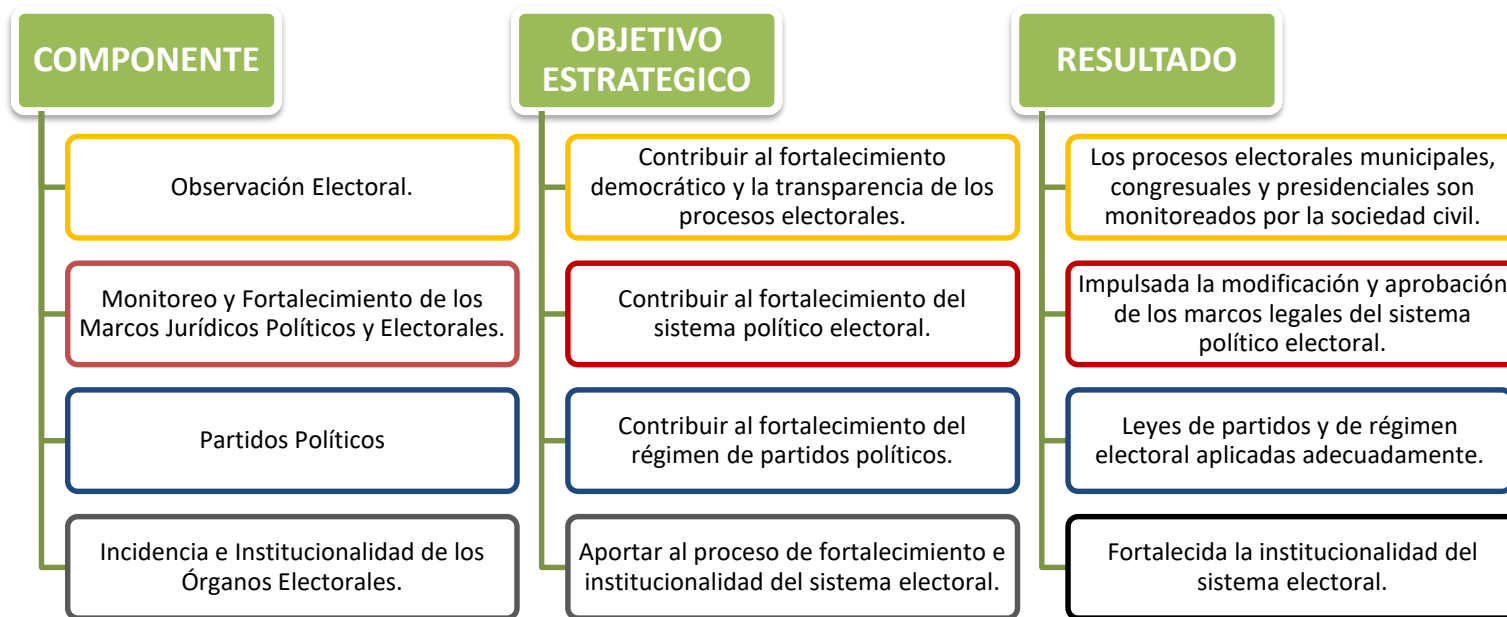 COMPONENTE
Observación Electoral.
Monitoreo y Fortalecimiento de los
Marcos Jurídicos Políticos y Electorales.
Partidos Políticos
Incidencia e Institucionalidad de los
Órganos Electorales.
OBJETIVO
ESTRATEGICO
Contribuir al fortalecimiento
democrático y la transparencia de los
procesos electorales.
Contribuir al fortalecimiento del
sistema político electoral.
Contribuir al fortalecimiento del
régimen de partidos políticos.
Aportar al proceso de fortalecimiento e
institucionalidad del sistema electoral.
RESULTADO
Los procesos electorales municipales,
congresuales y presidenciales son
monitoreados por la sociedad civil.
Impulsada la modificación y aprobación
de los marcos legales del sistema
político electoral.
Leyes de partidos y de régimen
electoral aplicadas adecuadamente.
Fortalecida la institucionalidad del
sistema electoral.